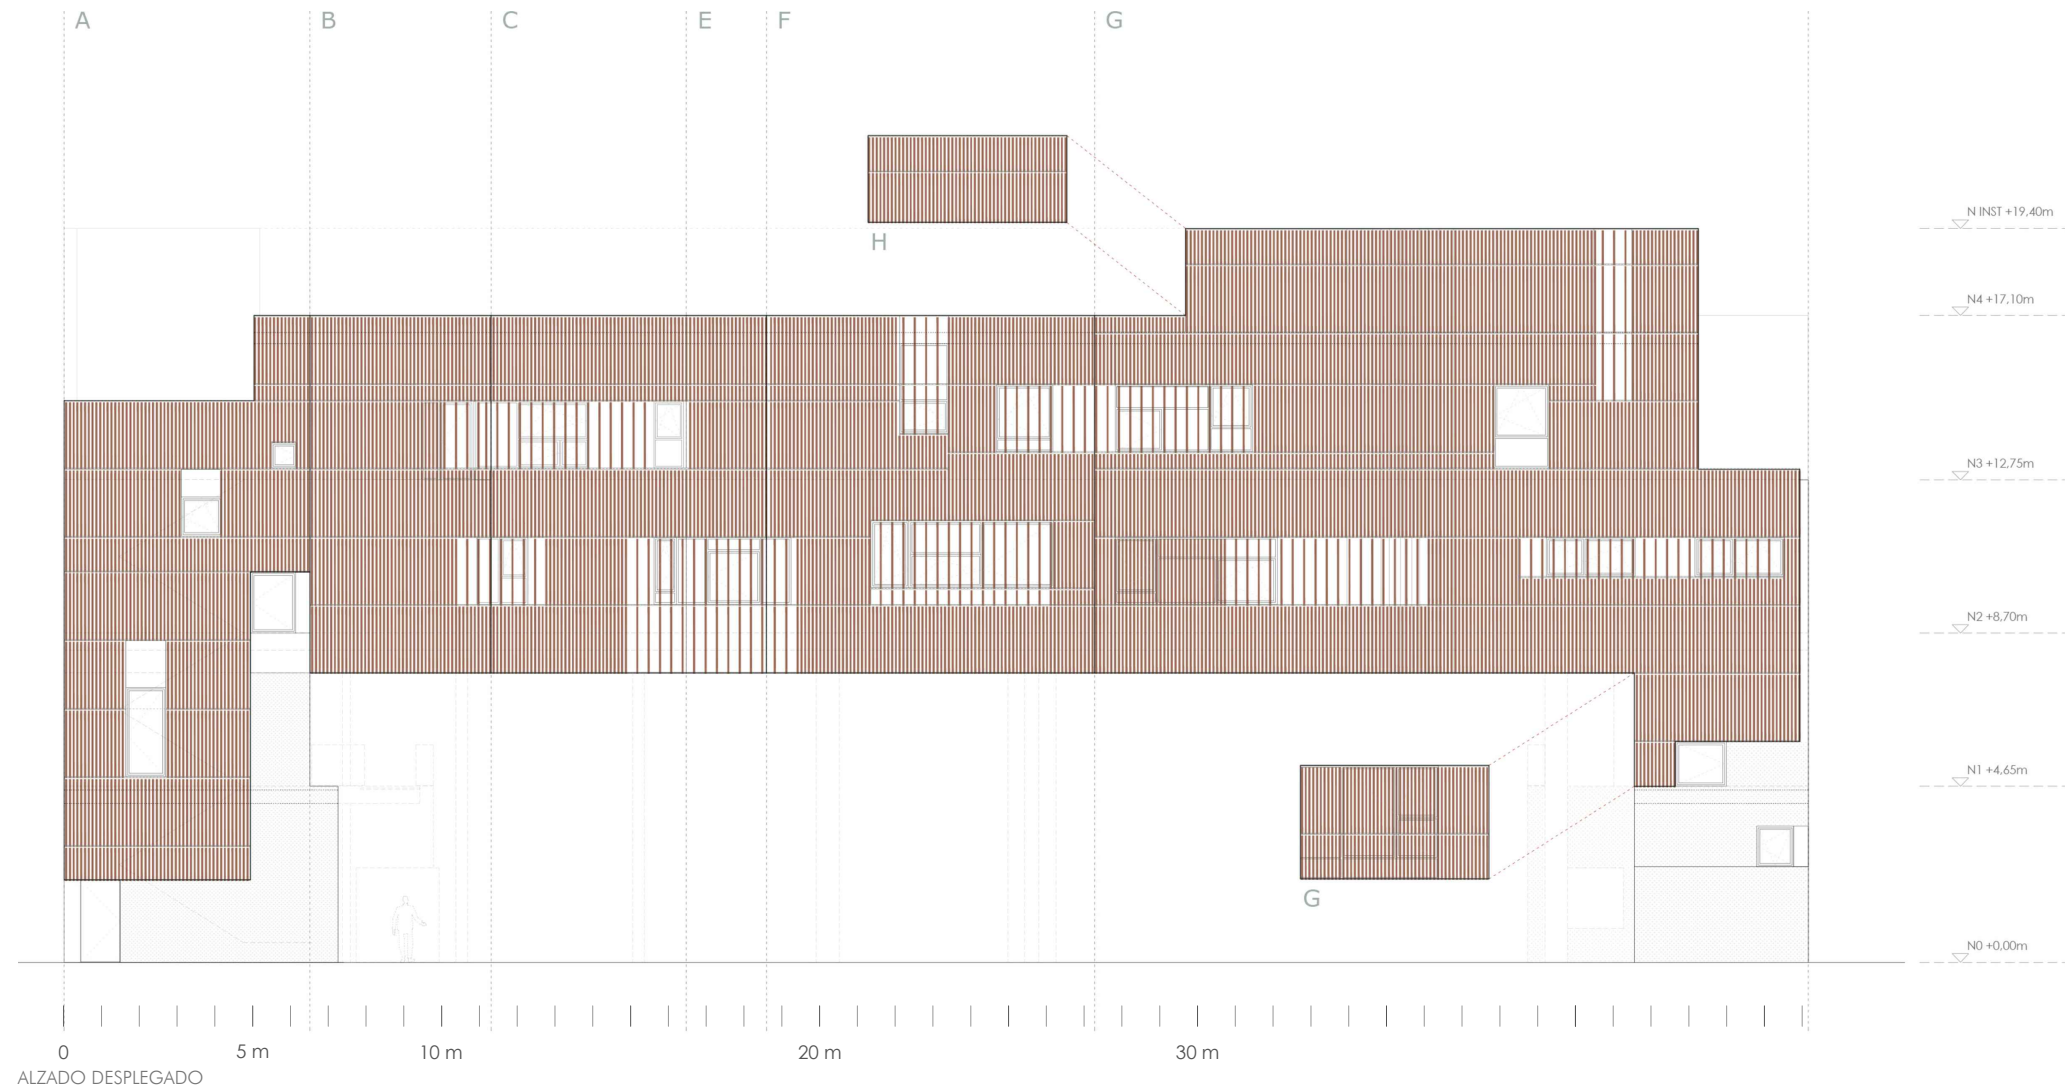 A B C E F G
H
N INST +19,40m
N4 +17,10m
N3 +12,75m
N2 +8,70m
N1 +4,65m
G
N0 +0,00m
0 5 m 10 m 20 m 30 m
ALZADO DESPLEGADO